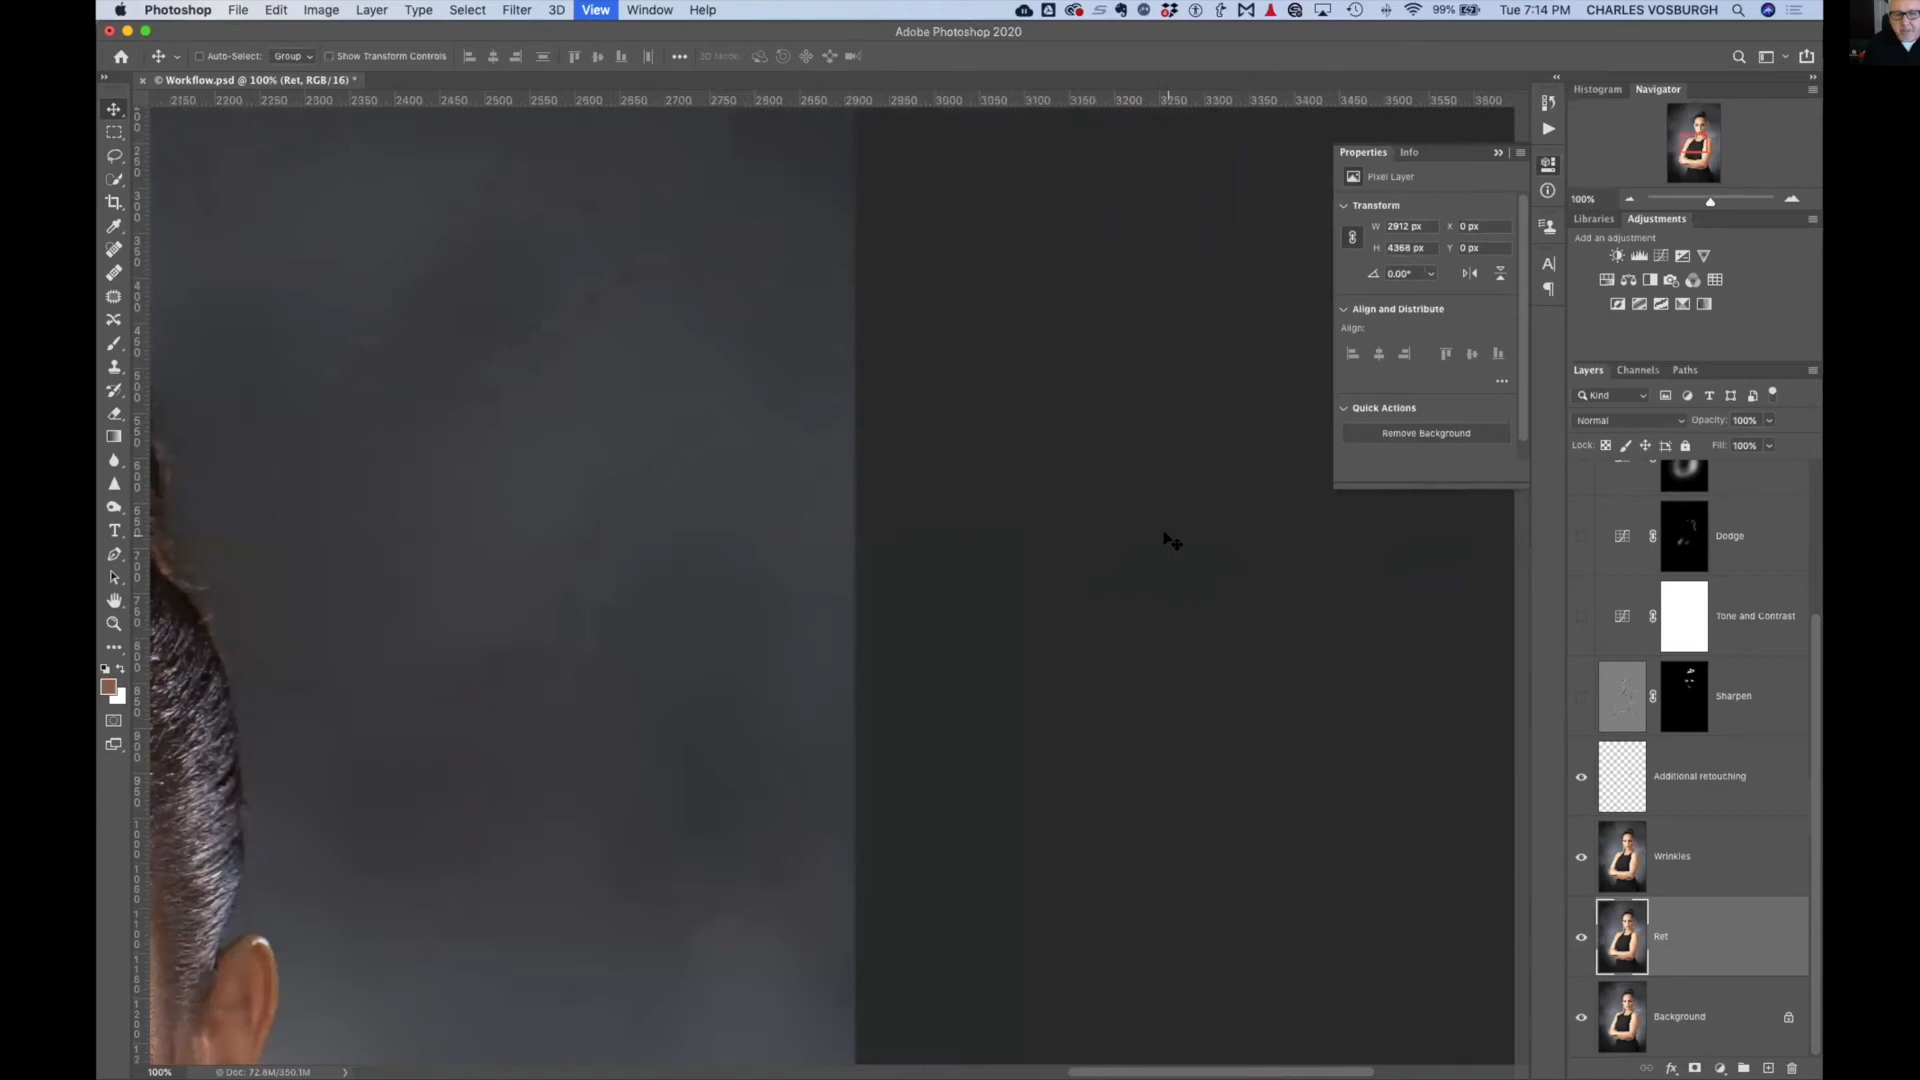 Photoshop File Edit Image Layer Type Select Filter 3D View Window Help 99% Tue 7:14 PM CHARLES VOSBURGH
Adobe Photoshop 2020
Auto-Select: Group Show Transform Controls 3D Mode:
© Workflow.psd @ 100% (Ret, RGB/16) *
2150 2200 2250 2300 2350 2400 2450 2500 2550 2600 2650 2700 2750 2800 2850 2900 2950 3000 3050 3100 3150 3200 3250 3300 3350 3400 3450 3500 3550 3600
Histogram Navigator
100%
Properties Info
Pixel Layer
Transform
W 2912 px X 0 px
H 4368 px Y 0 px
0.00°
Align and Distribute
Align:
Quick Actions
Remove Background
Libraries Adjustments
Add an adjustment
Layers Channels Paths
Kind
Normal Opacity: 100%
Lock: Fill: 100%
Dodge
Tone and Contrast
Sharpen
Additional retouching
Wrinkles
Ret
Background
100% Doc: 72.8M/350.1M